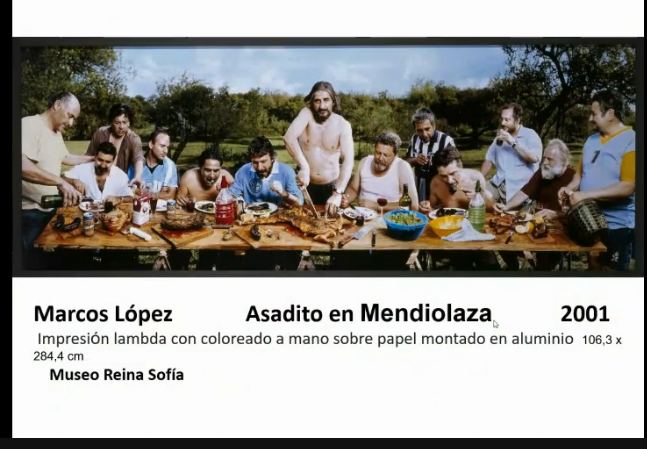 Marcos López Asadito en Mendiolaza 2001
Impresión lambda con coloreado a mano sobre papel montado en aluminio 106,3 x
284,4 cm
Museo Reina Sofía